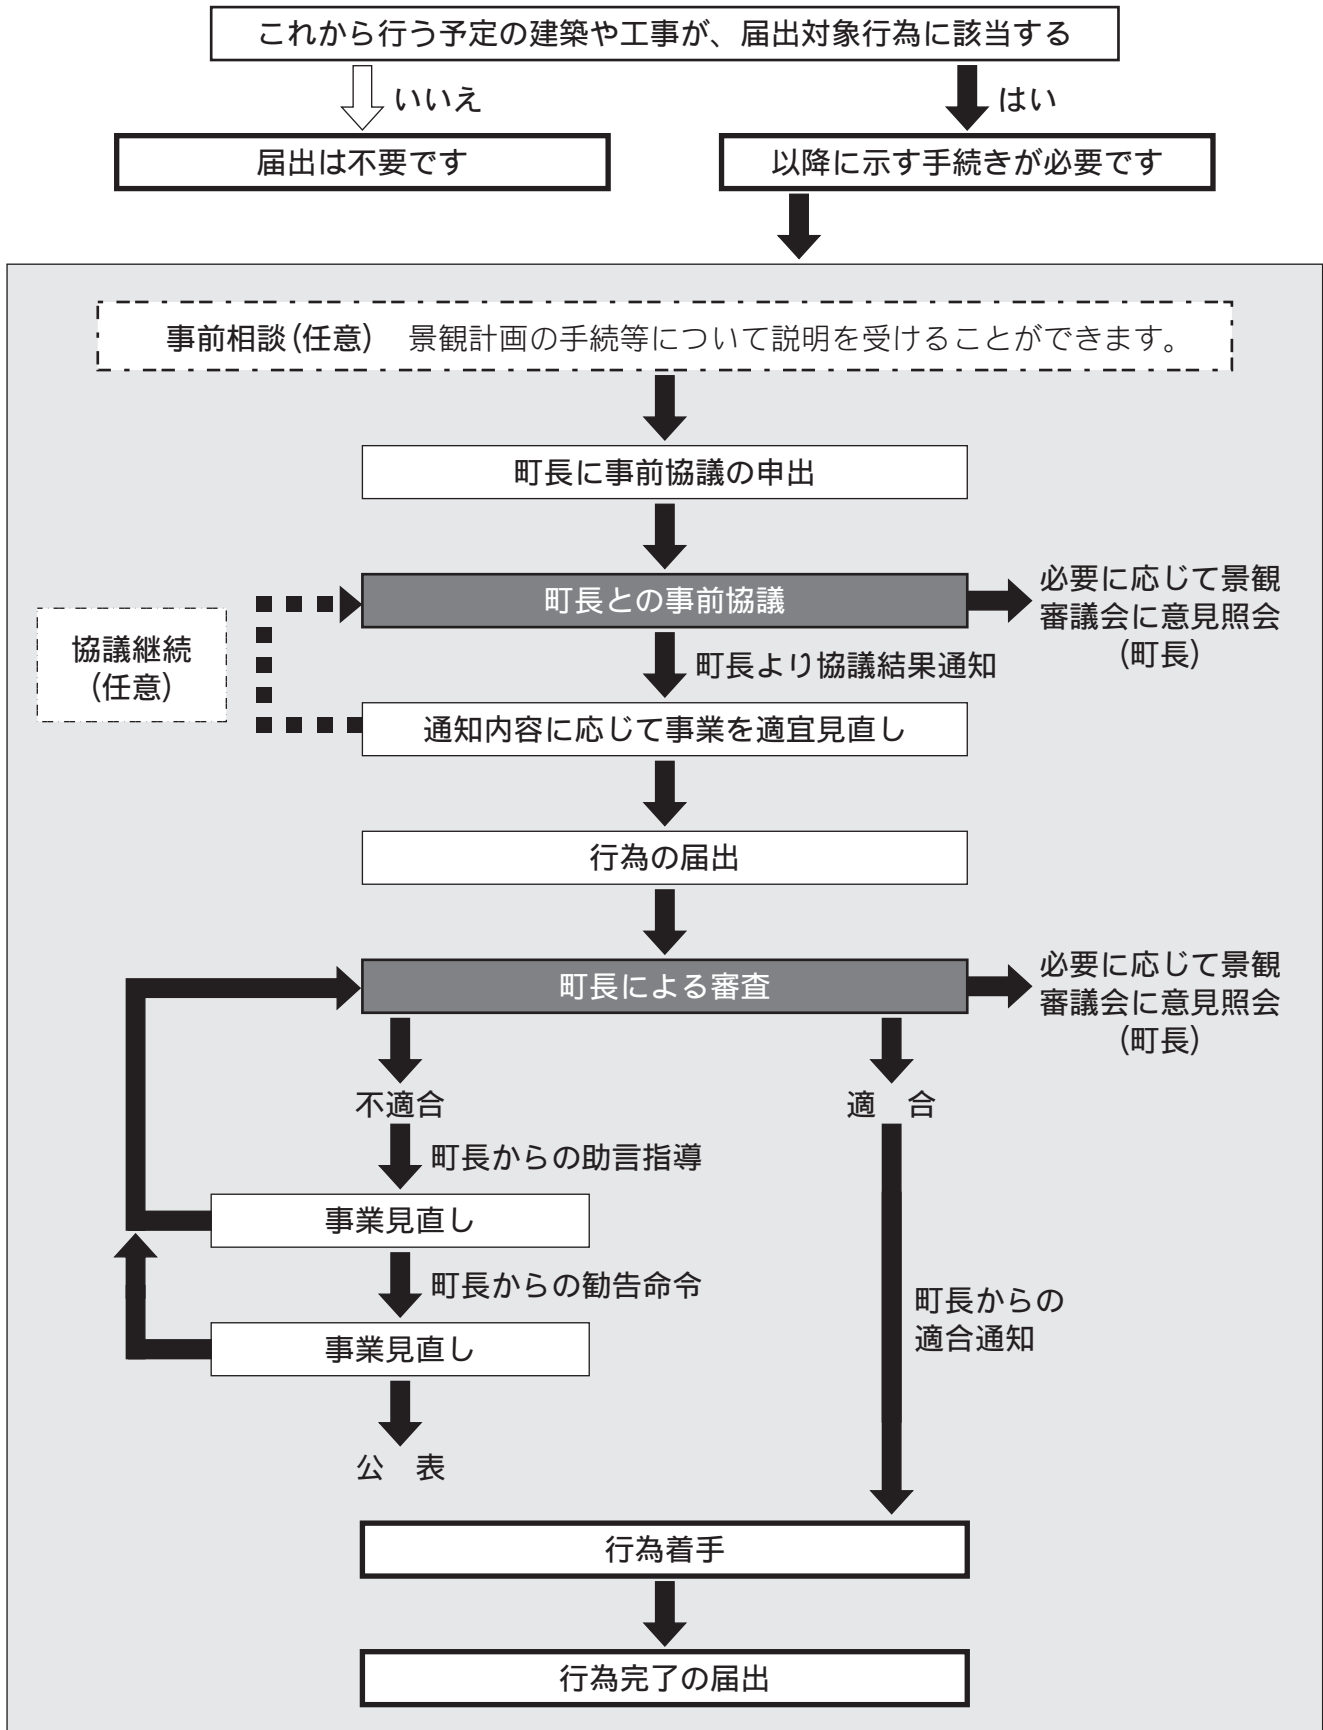 これから行う予定の建築や工事が、届出対象行為に該当する
いいえ
はい
届出は不要です
以降に示す手続きが必要です
事前相談(任意) 景観計画の手続等について説明を受けることができます。
町長に事前協議の申出
町長との事前協議
必要に応じて景観
審議会に意見照会
(町長)
協議継続
(任意)
町長より協議結果通知
通知内容に応じて事業を適宜見直し
行為の届出
町長による審査
必要に応じて景観
審議会に意見照会
(町長)
不適合
適 合
町長からの助言指導
事業見直し
町長からの勧告命令
町長からの
適合通知
事業見直し
公 表
行為着手
行為完了の届出